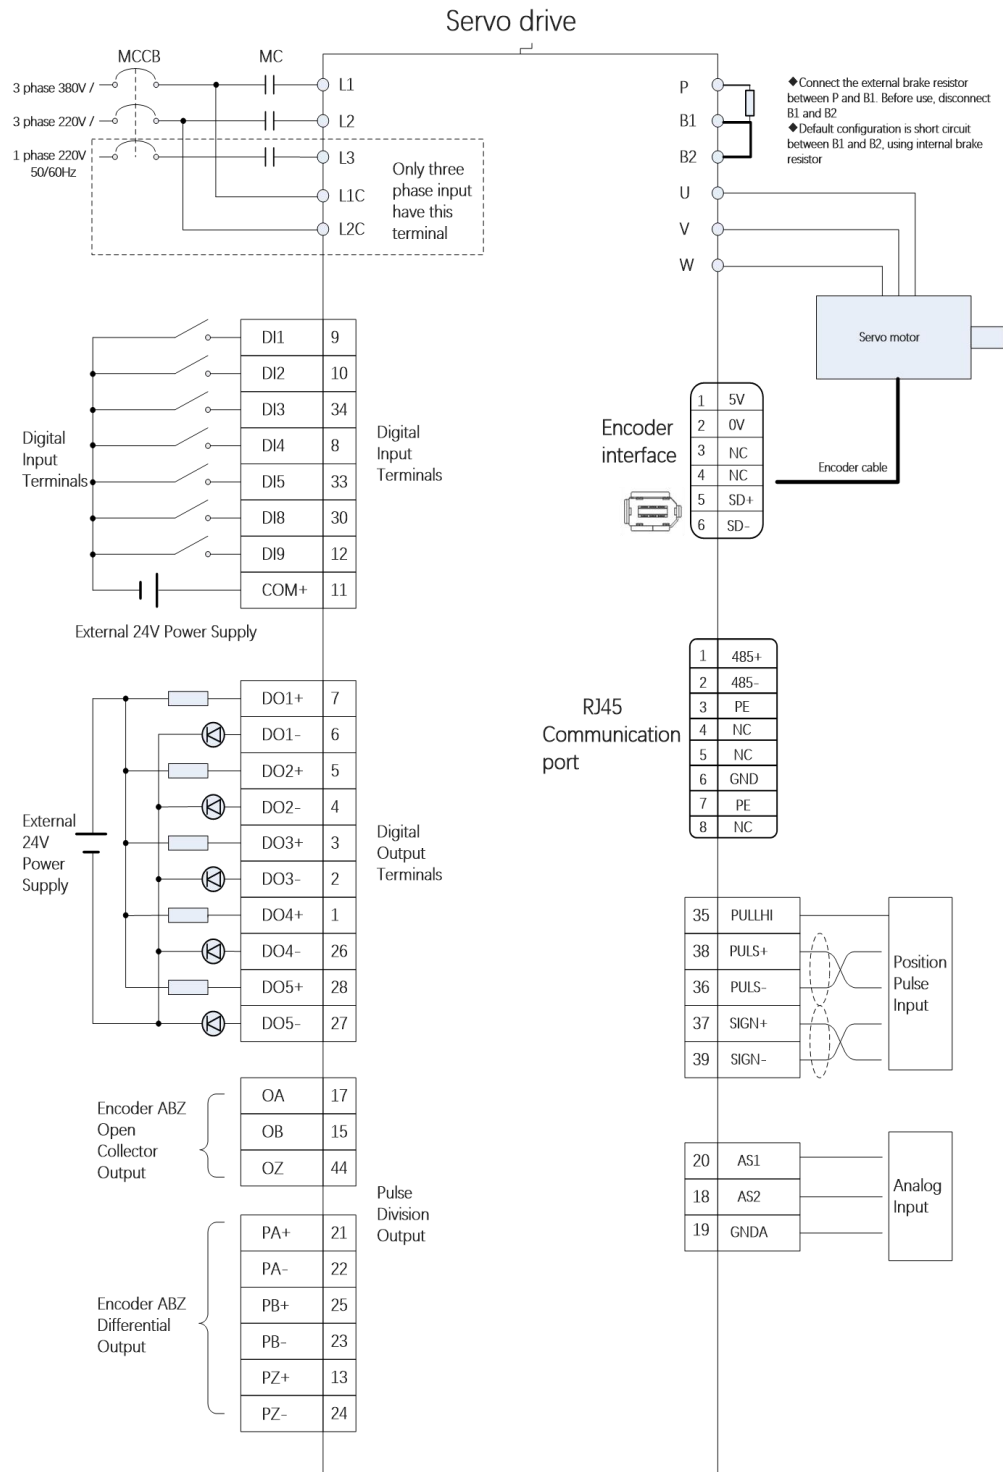 Servo drive
MCCB
MC
3 phase 380V /
3 phase 220V /
1 phase 220V
50/60Hz
L1
L2
L3
L1C
L2C
Only three
phase input
have this
terminal
P
B1
B2
U
V
W
◆Connect the external brake resistor
between P and B1. Before use, disconnect
B1 and B2
◆Default configuration is short circuit
between B1 and B2, using internal brake
resistor
Servo motor
Encoder cable
Digital
Input
Terminals
DI1 9
DI2 10
DI3 34
DI4 8
DI5 33
DI8 30
DI9 12
COM+ 11
Digital
Input
Terminals
External 24V Power Supply
Encoder
interface
1 5V
2 0V
3 NC
4 NC
5 SD+
6 SD-
External
24V
Power
Supply
DO1+ 7
DO1- 6
DO2+ 5
DO2- 4
DO3+ 3
DO3- 2
DO4+ 1
DO4- 26
DO5+ 28
DO5- 27
Digital
Output
Terminals
RJ45
Communication
port
1 485+
2 485-
3 PE
4 NC
5 NC
6 GND
7 PE
8 NC
35 PULLHI
38 PULS+
36 PULS-
37 SIGN+
39 SIGN-
Position
Pulse
Input
Encoder ABZ
Open
Collector
Output
OA 17
OB 15
OZ 44
Pulse
Division
Output
Encoder ABZ
Differential
Output
PA+ 21
PA- 22
PB+ 25
PB- 23
PZ+ 13
PZ- 24
20 AS1
18 AS2
19 GNDA
Analog
Input